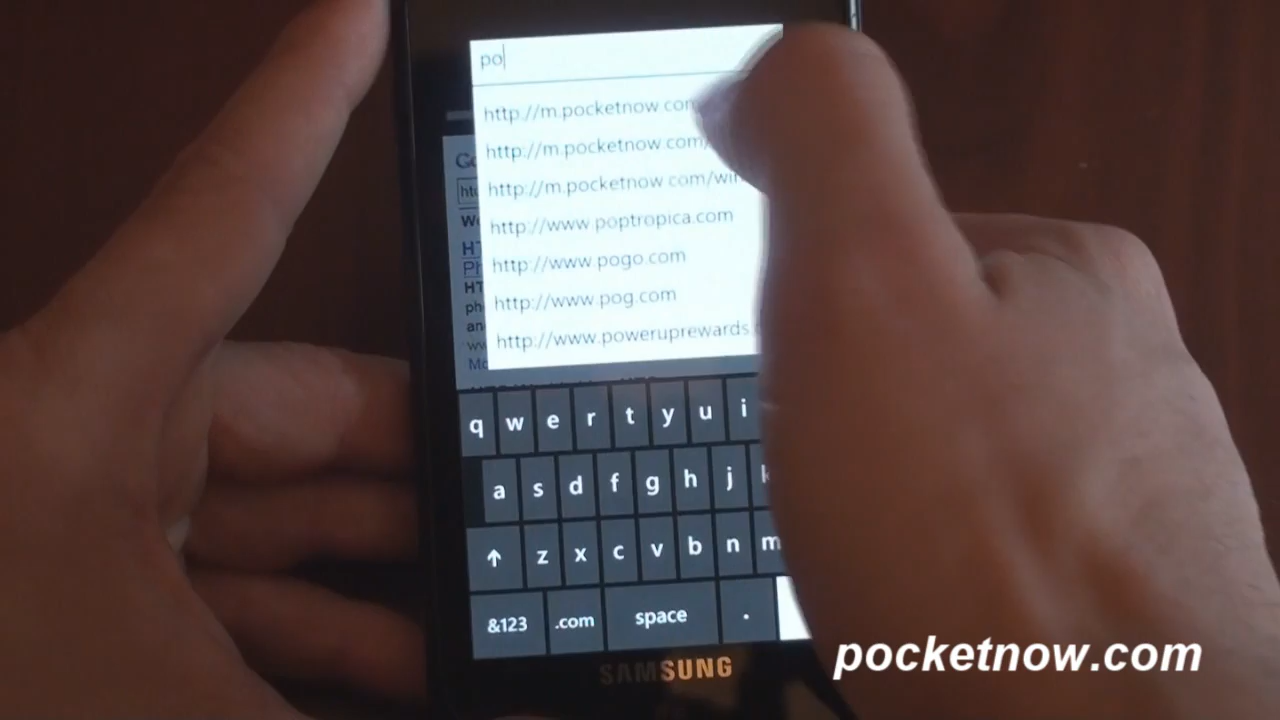 po
http://m.pocketnow.com
http://m.pocketnow.com/
http://m.pocketnow.com/win
http://www.poptropica.com
http://www.pogo.com
http://www.pog.com
http://www.poweruprewards.
q w e r t y u i
a s d f g h j k
z x c v b n m
&123 .com space .
SAMSUNG
pocketnow.com